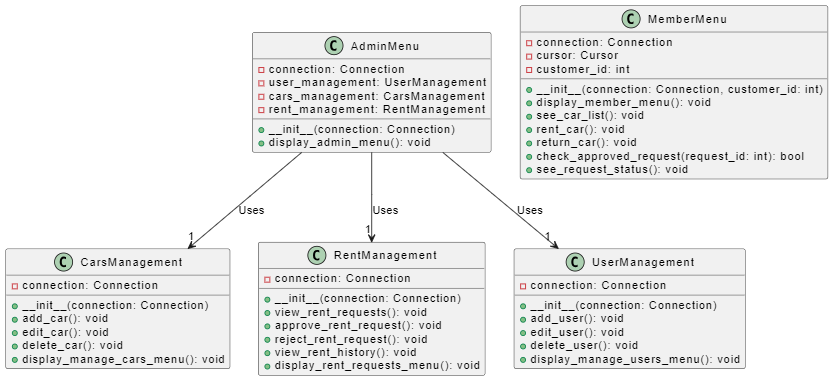 C AdminMenu
connection: Connection
user_management: UserManagement
cars_management: CarsManagement
rent_management: RentManagement
__init__(connection: Connection)
display_admin_menu(): void
C MemberMenu
connection: Connection
cursor: Cursor
customer_id: int
__init__(connection: Connection, customer_id: int)
display_member_menu(): void
see_car_list(): void
rent_car(): void
return_car(): void
check_approved_request(request_id: int): bool
see_request_status(): void
Uses
Uses
Uses
1
1
1
C CarsManagement
connection: Connection
__init__(connection: Connection)
add_car(): void
edit_car(): void
delete_car(): void
display_manage_cars_menu(): void
C RentManagement
connection: Connection
__init__(connection: Connection)
view_rent_requests(): void
approve_rent_request(): void
reject_rent_request(): void
view_rent_history(): void
display_rent_requests_menu(): void
C UserManagement
connection: Connection
__init__(connection: Connection)
add_user(): void
edit_user(): void
delete_user(): void
display_manage_users_menu(): void